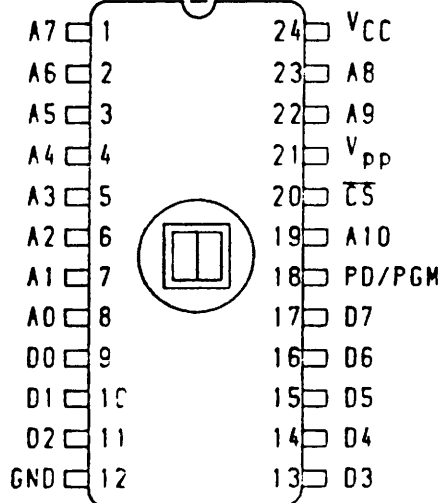 A7 1 24 VCC
A6 2 23 A8
A5 3 22 A9
A4 4 21 Vpp
A3 5 20 C̅S̅
A2 6 19 A10
A1 7 18 PD/PGM
A0 8 17 D7
D0 9 16 D6
D1 10 15 D5
D2 11 14 D4
GND 12 13 D3